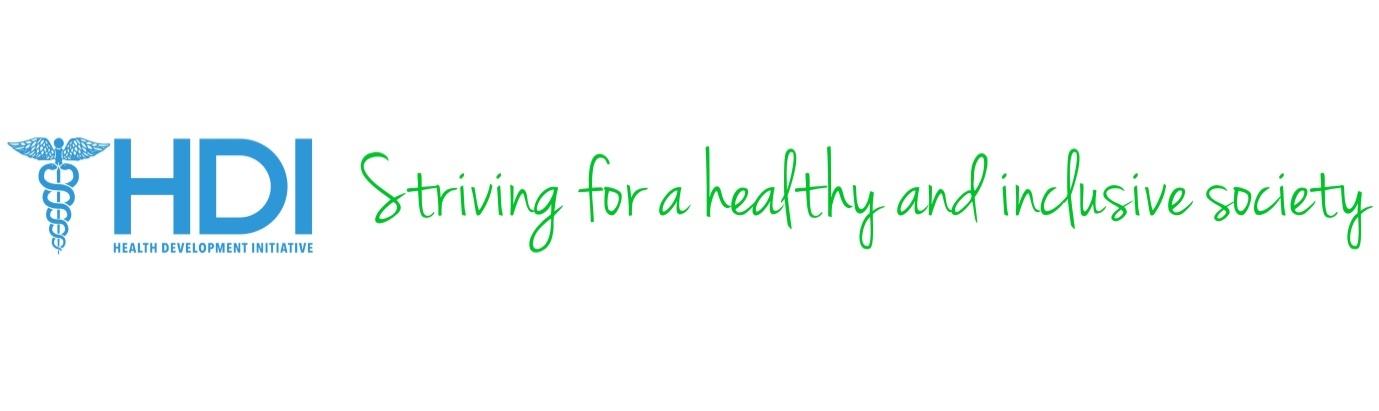 HDI
HEALTH DEVELOPMENT INITIATIVE
Striving for a healthy and inclusive society